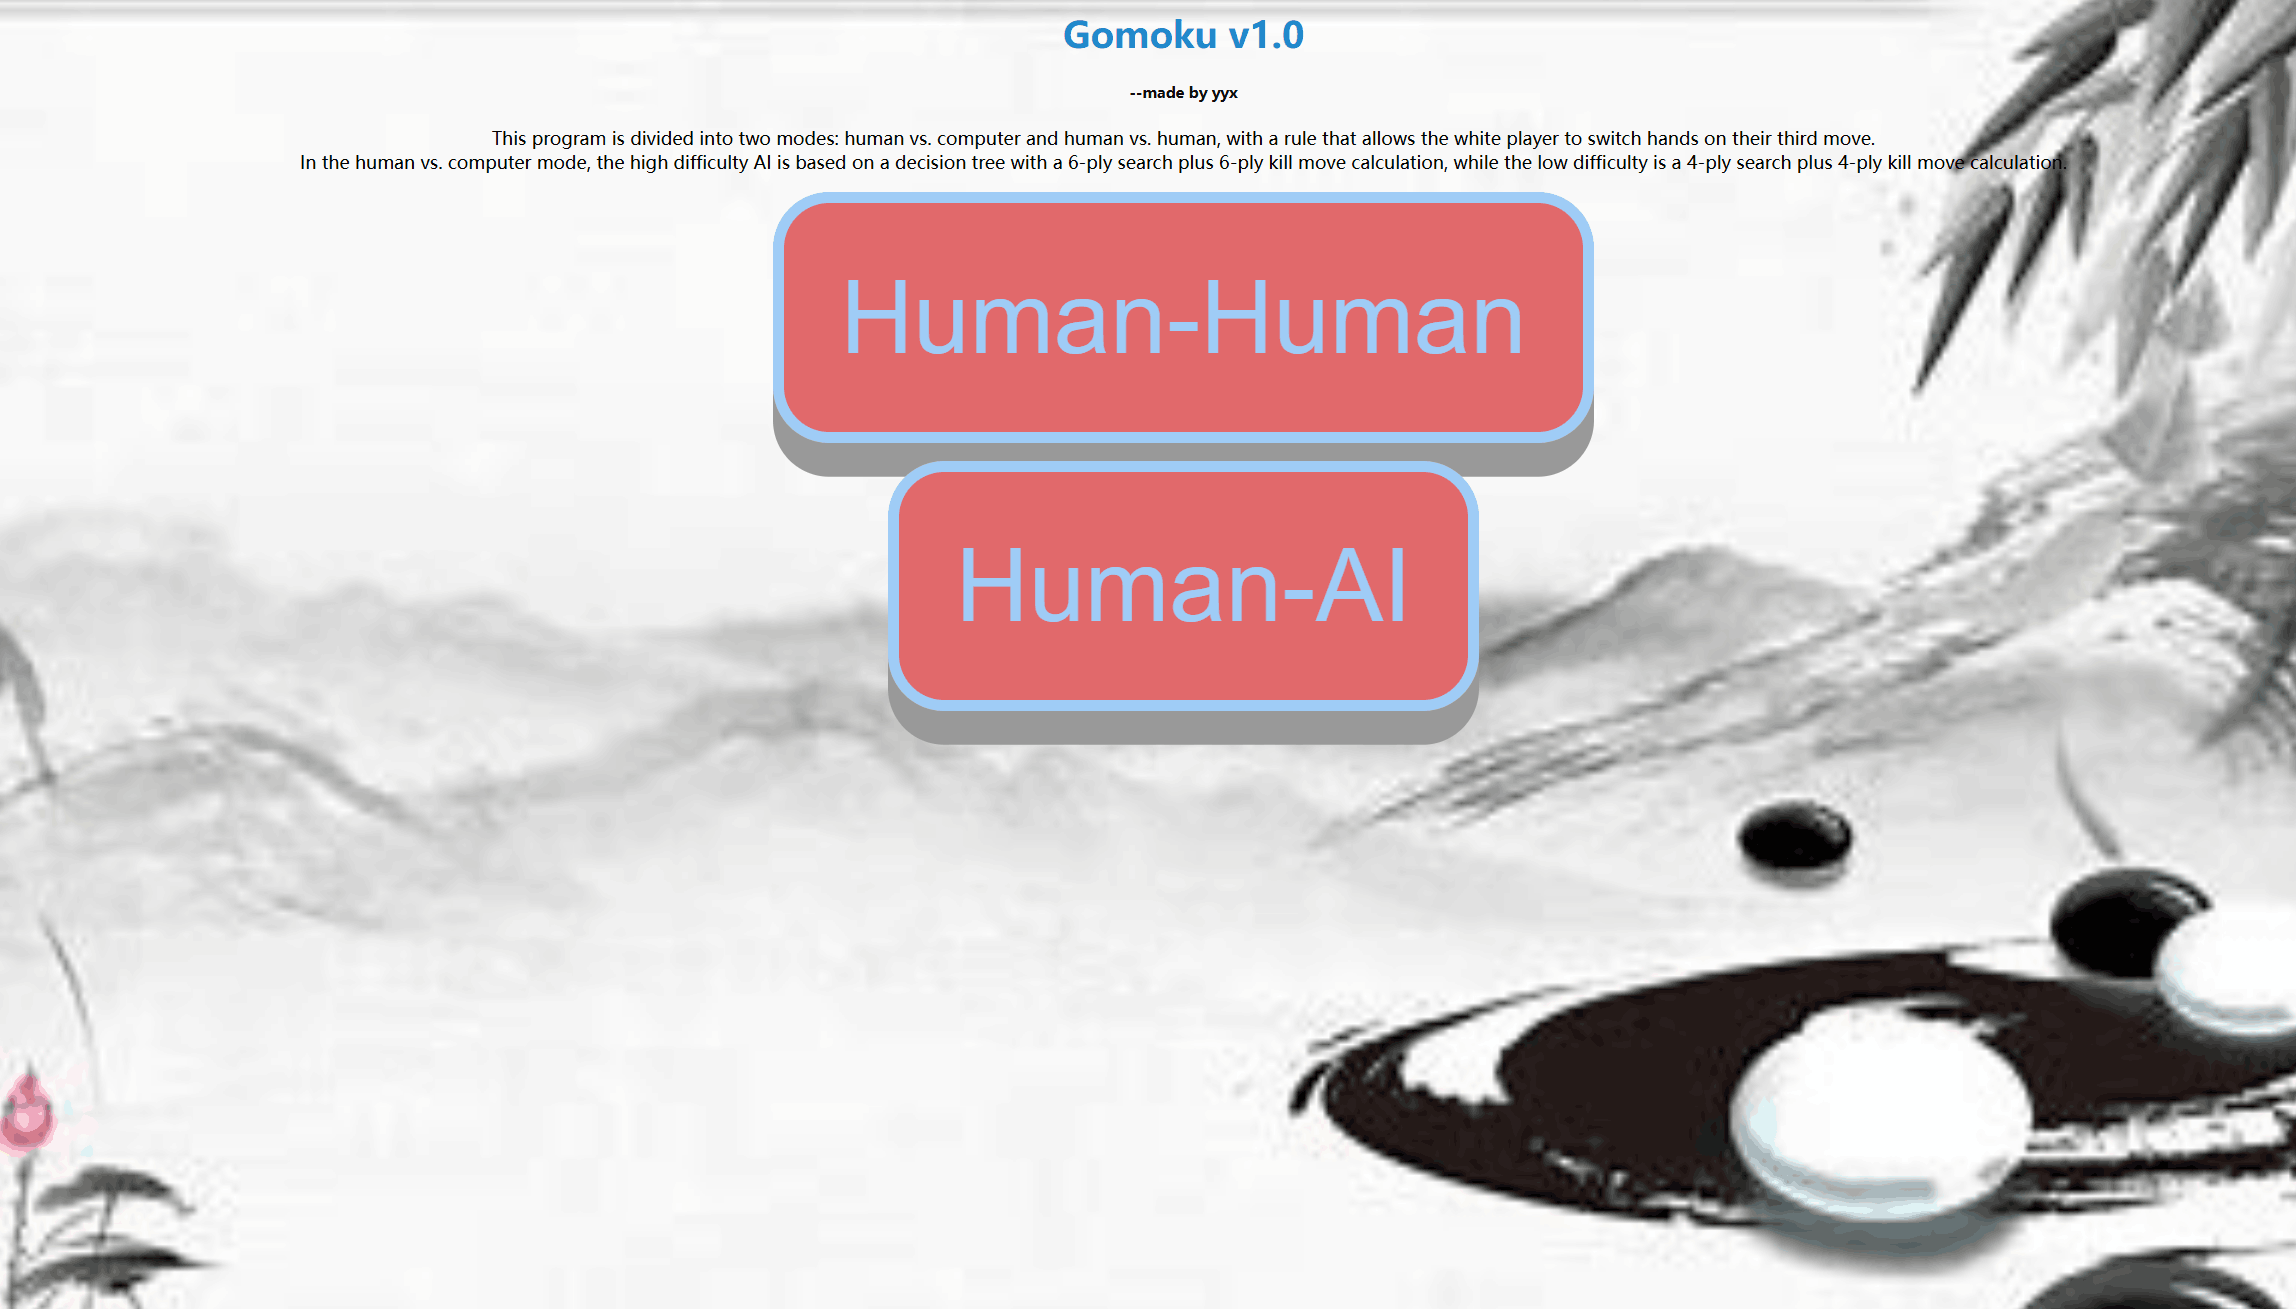 Gomoku v1.0
--made by yyx
This program is divided into two modes: human vs. computer and human vs. human, with a rule that allows the white player to switch hands on their third move.
In the human vs. computer mode, the high difficulty AI is based on a decision tree with a 6-ply search plus 6-ply kill move calculation, while the low difficulty is a 4-ply search plus 4-ply kill move calculation.
Human-Human
Human-AI